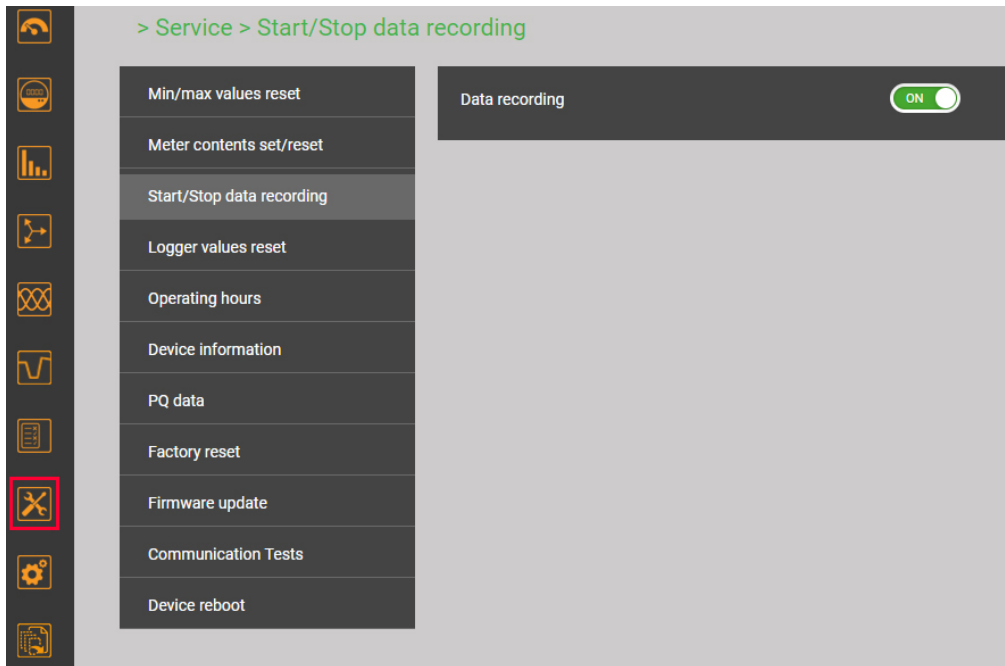 > Service > Start/Stop data recording
Min/max values reset
Meter contents set/reset
Start/Stop data recording
Logger values reset
Operating hours
Device information
PQ data
Factory reset
Firmware update
Communication Tests
Device reboot
Data recording
ON